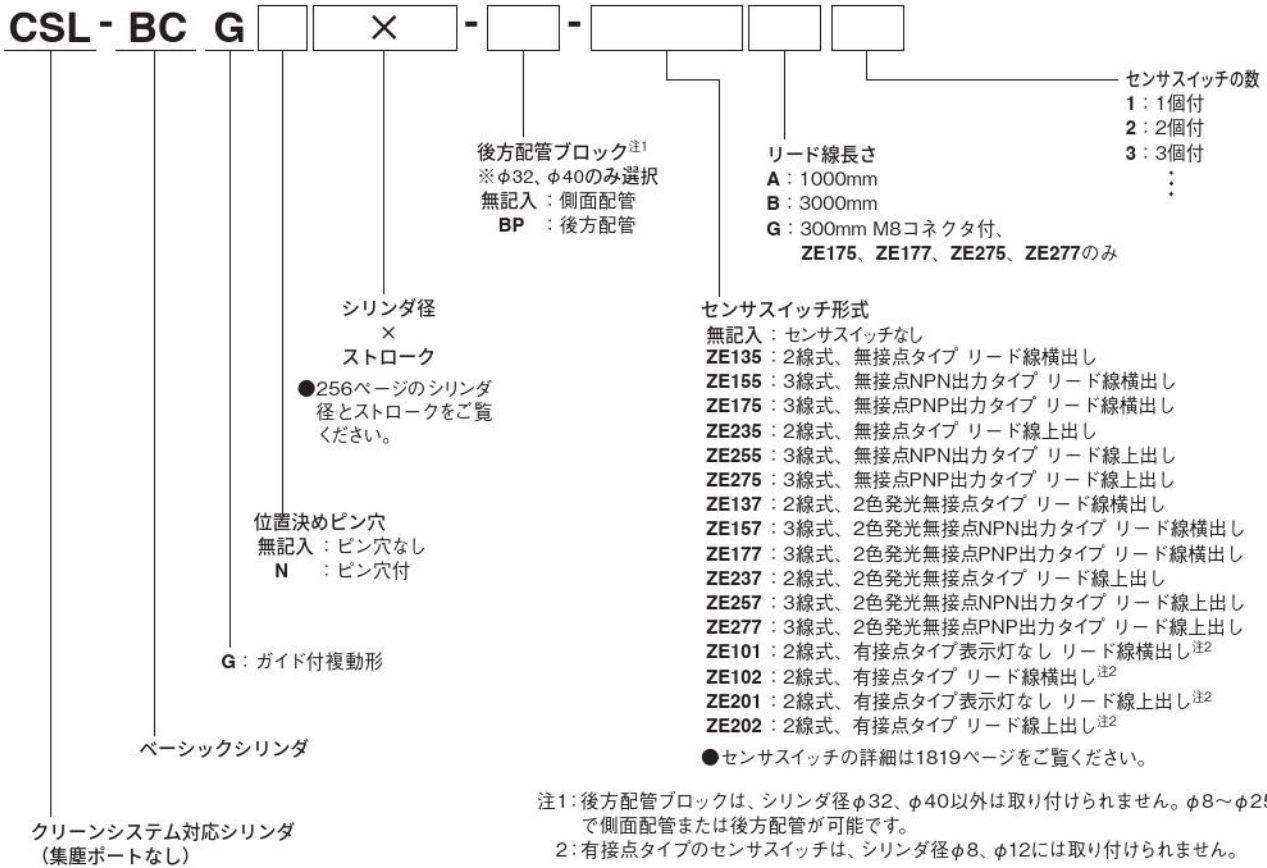 CSL - BC G × - -
センサスイッチの数
1：1個付
2：2個付
3：3個付
⋮
リード線長さ
A：1000mm
B：3000mm
G：300mm M8コネクタ付、
ZE175、ZE177、ZE275、ZE277のみ
後方配管ブロック注1
※φ32、φ40のみ選択
無記入：側面配管
BP ：後方配管
シリンダ径
×
ストローク
●256ページのシリンダ
径とストロークをご覧
ください。
センサスイッチ形式
無記入：センサスイッチなし
ZE135：2線式、無接点タイプ リード線横出し
ZE155：3線式、無接点NPN出力タイプ リード線横出し
ZE175：3線式、無接点PNP出力タイプ リード線横出し
ZE235：2線式、無接点タイプ リード線上出し
ZE255：3線式、無接点NPN出力タイプ リード線上出し
ZE275：3線式、無接点PNP出力タイプ リード線上出し
ZE137：2線式、2色発光無接点タイプ リード線横出し
ZE157：3線式、2色発光無接点NPN出力タイプ リード線横出し
ZE177：3線式、2色発光無接点PNP出力タイプ リード線横出し
ZE237：2線式、2色発光無接点タイプ リード線上出し
ZE257：3線式、2色発光無接点NPN出力タイプ リード線上出し
ZE277：3線式、2色発光無接点PNP出力タイプ リード線上出し
ZE101：2線式、有接点タイプ表示灯なし リード線横出し注2
ZE102：2線式、有接点タイプ リード線横出し注2
ZE201：2線式、有接点タイプ表示灯なし リード線上出し注2
ZE202：2線式、有接点タイプ リード線上出し注2
●センサスイッチの詳細は1819ページをご覧ください。
位置決めピン穴
無記入：ピン穴なし
N ：ピン穴付
G：ガイド付複動形
ベーシックシリンダ
クリーンシステム対応シリンダ
（集塵ポートなし）
注1：後方配管ブロックは、シリンダ径φ32、φ40以外は取り付けられません。φ8〜φ25
で側面配管または後方配管が可能です。
2：有接点タイプのセンサスイッチは、シリンダ径φ8、φ12には取り付けられません。